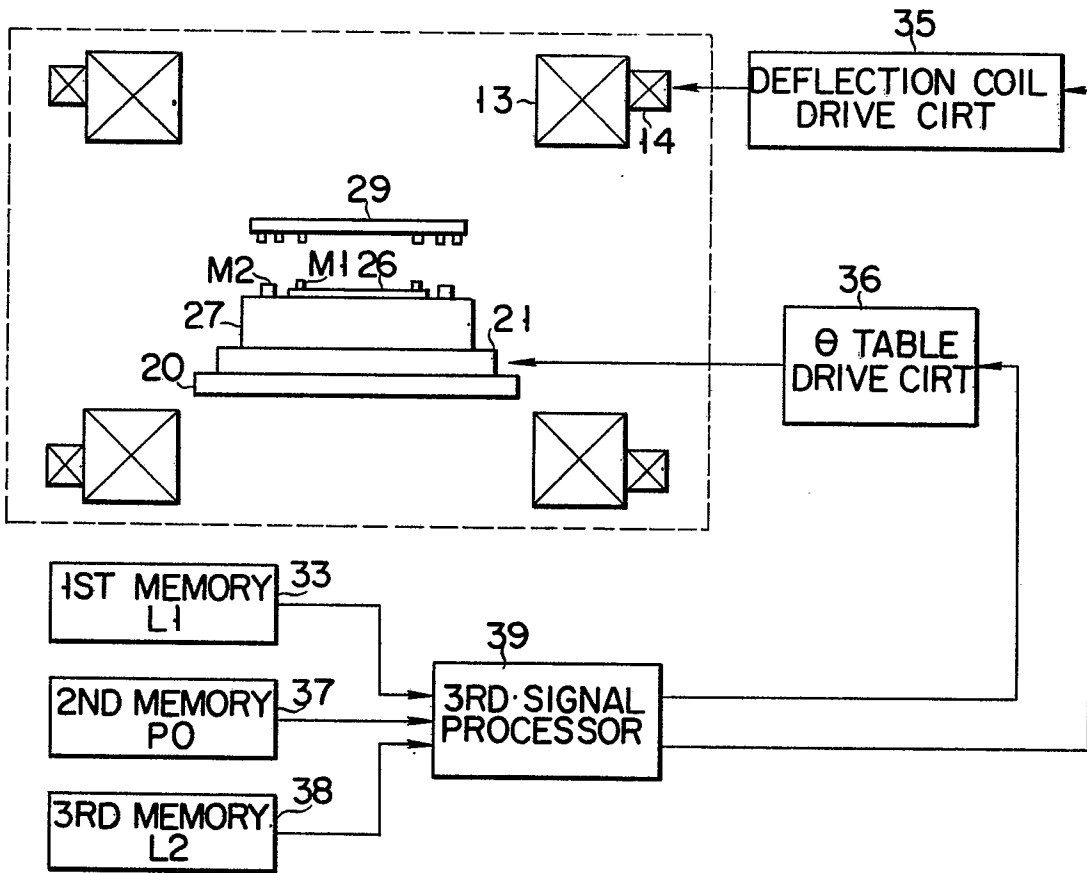 35
DEFLECTION COIL
DRIVE CIRT
13
14
29
M2
M1
26
27
21
20
36
θ TABLE
DRIVE CIRT
1ST MEMORY
L1
33
2ND MEMORY
PO
37
3RD MEMORY
L2
38
39
3RD·SIGNAL
PROCESSOR